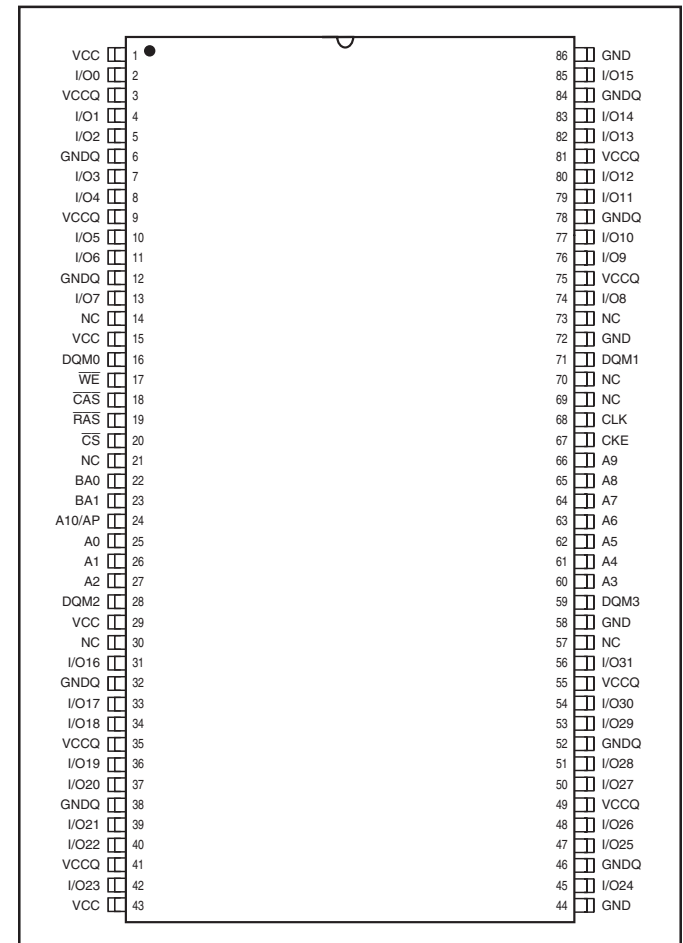 VCC 1 86 GND
I/O0 2 85 I/O15
VCCQ 3 84 GNDQ
I/O1 4 83 I/O14
I/O2 5 82 I/O13
GNDQ 6 81 VCCQ
I/O3 7 80 I/O12
I/O4 8 79 I/O11
VCCQ 9 78 GNDQ
I/O5 10 77 I/O10
I/O6 11 76 I/O9
GNDQ 12 75 VCCQ
I/O7 13 74 I/O8
NC 14 73 NC
VCC 15 72 GND
DQM0 16 71 DQM1
WE 17 70 NC
CAS 18 69 NC
RAS 19 68 CLK
CS 20 67 CKE
NC 21 66 A9
BA0 22 65 A8
BA1 23 64 A7
A10/AP 24 63 A6
A0 25 62 A5
A1 26 61 A4
A2 27 60 A3
DQM2 28 59 DQM3
VCC 29 58 GND
NC 30 57 NC
I/O16 31 56 I/O31
GNDQ 32 55 VCCQ
I/O17 33 54 I/O30
I/O18 34 53 I/O29
VCCQ 35 52 GNDQ
I/O19 36 51 I/O28
I/O20 37 50 I/O27
GNDQ 38 49 VCCQ
I/O21 39 48 I/O26
I/O22 40 47 I/O25
VCCQ 41 46 GNDQ
I/O23 42 45 I/O24
VCC 43 44 GND